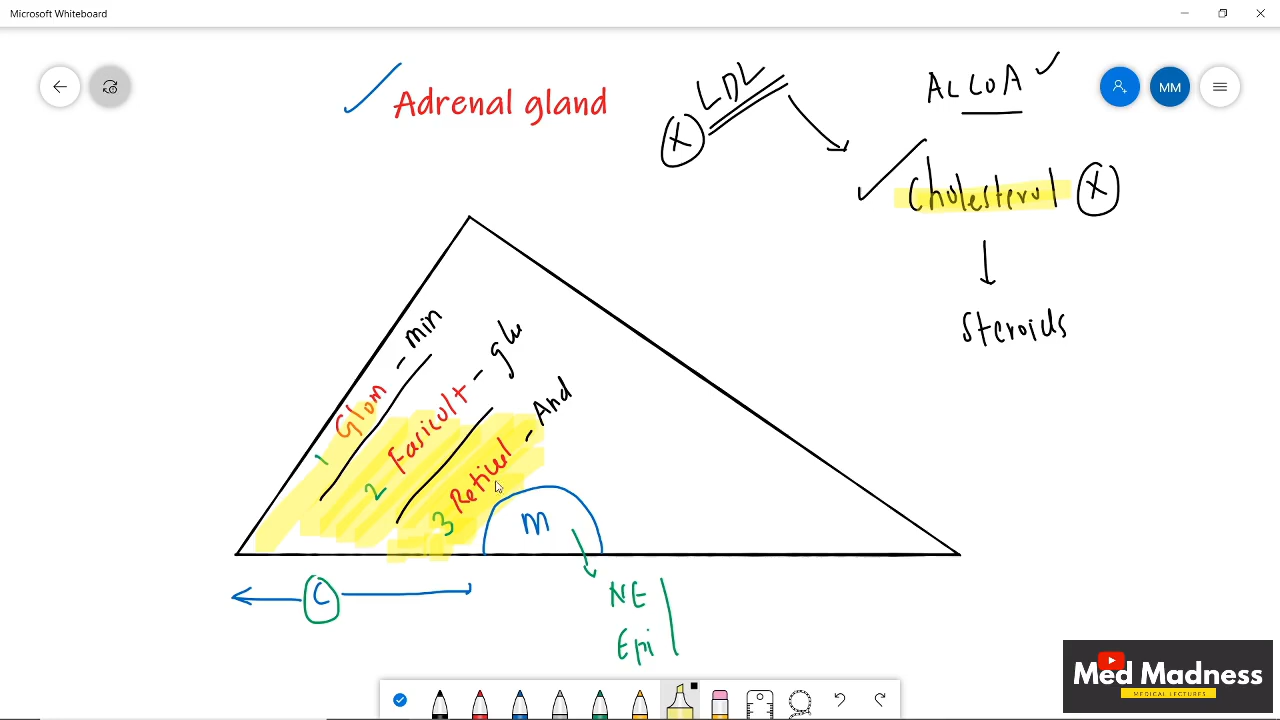 Microsoft Whiteboard
Adrenal gland
LDL
X
ACCOA
MM
Cholesterol X
Steroids
1 Glom - min
2 Fasicult - glu
3 Reticul - And
M
C
NE
Epi
Med Madness
MEDICAL LECTURES